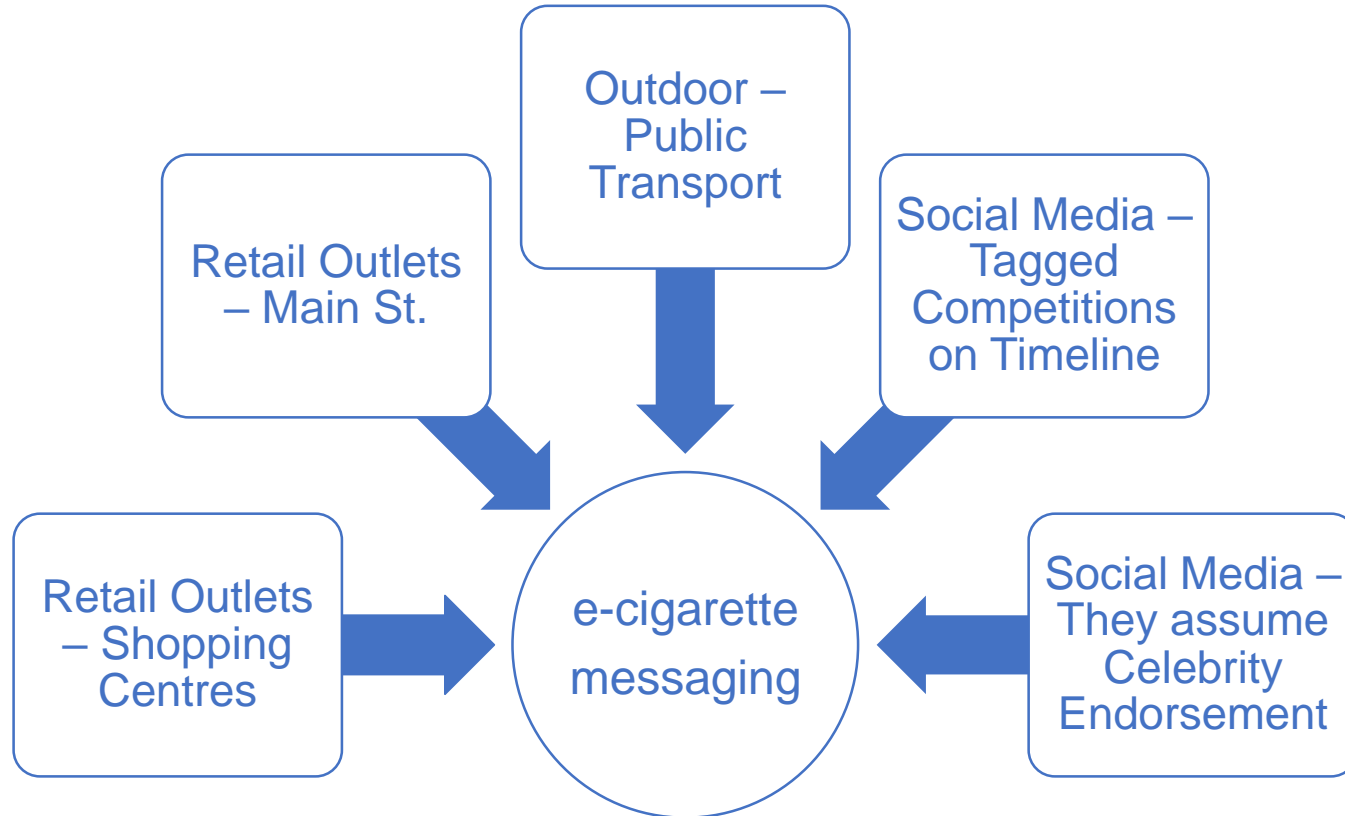 Outdoor –
Public
Transport
Retail Outlets
– Main St.
Social Media –
Tagged
Competitions
on Timeline
Retail Outlets
– Shopping
Centres
e-cigarette
messaging
Social Media –
They assume
Celebrity
Endorsement